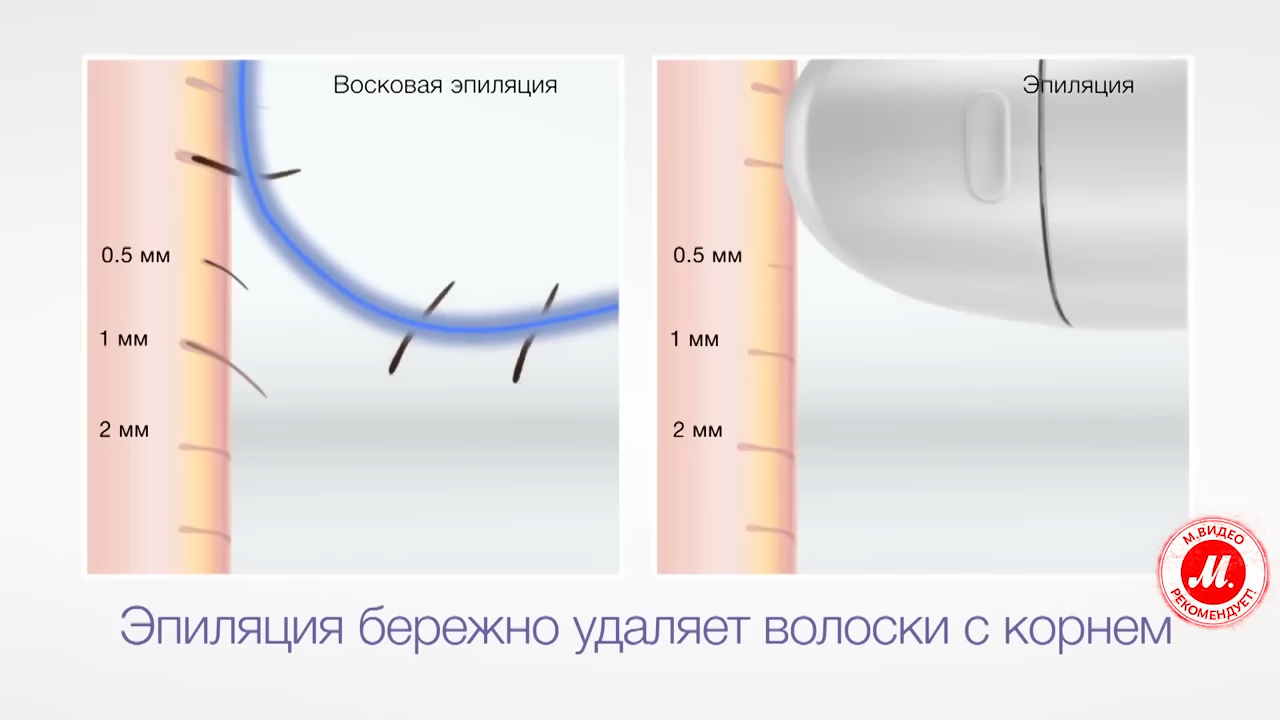 Восковая эпиляция
Эпиляция
0.5 мм
1 мм
2 мм
0.5 мм
1 мм
2 мм
М.ВИДЕО
М.
РЕКОМЕНДУЕТ!
Эпиляция бережно удаляет волоски с корнем